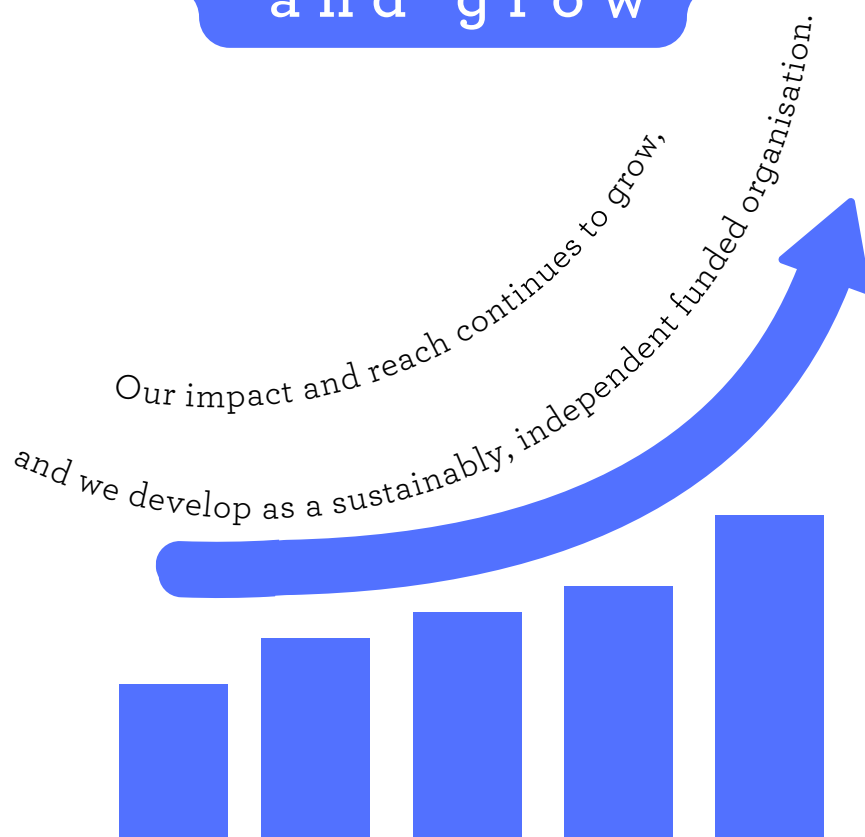 and grow
Our impact and reach continues to grow,
and we develop as a sustainably, independent funded organisation.